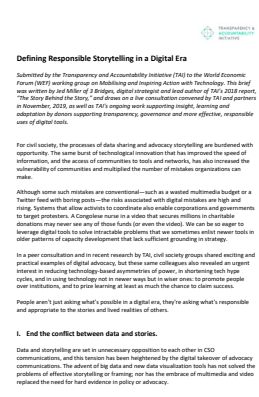 TRANSPARENCY &
ACCOUNTABILITY
INITIATIVE
Defining Responsible Storytelling in a Digital Era
Submitted by the Transparency and Accountability Initiative (TAI) to the World Economic
Forum (WEF) working group on Mobilising and Inspiring Action with Technology. This brief
was written by Jed Miller of 3 Bridges, digital strategist and lead author of TAI's 2018 report,
"The Story Behind the Story," and draws on a live consultation convened by TAI and partners
in November, 2019, as well as TAI's ongoing work supporting insight, learning and
adaptation by donors supporting transparency, governance and more effective, responsible
uses of digital tools.
For civil society, the processes of data sharing and advocacy storytelling are burdened with
opportunity. The same burst of technological innovation that has improved the speed of
information, and the access of communities to tools and networks, has also increased the
vulnerability of communities and multiplied the number of mistakes organizations can
make.
Although some such mistakes are conventional—such as a wasted multimedia budget or a
Twitter feed with boring posts—the risks associated with digital mistakes are high and
rising. Systems that allow activists to coordinate also enable corporations and governments
to target protesters. A Congolese nurse in a video that secures millions in charitable
donations may never see any of those funds (or even the video). We can be so eager to
leverage digital tools to solve intractable problems that we sometimes enlist newer tools in
older patterns of capacity development that lack sufficient grounding in strategy.
In a peer consultation and in recent research by TAI, civil society groups shared exciting and
practical examples of digital advocacy, but these same colleagues also revealed an urgent
interest in reducing technology-based asymmetries of power, in shortening tech hype
cycles, and in using technology not in newer ways but in wiser ones: to promote people
over institutions, and to prize learning at least as much the chance to claim success.
People aren't just asking what's possible in a digital era, they're asking what's responsible
and appropriate to the stories and lived realities of others.
I. End the conflict between data and stories.
Data and storytelling are set in unnecessary opposition to each other in CSO
communications, and this tension has been heightened by the digital takeover of advocacy
communications. The advent of big data and new data visualization tools has not solved the
problems of effective storytelling or framing; nor has the embrace of multimedia and video
replaced the need for hard evidence in policy or advocacy.